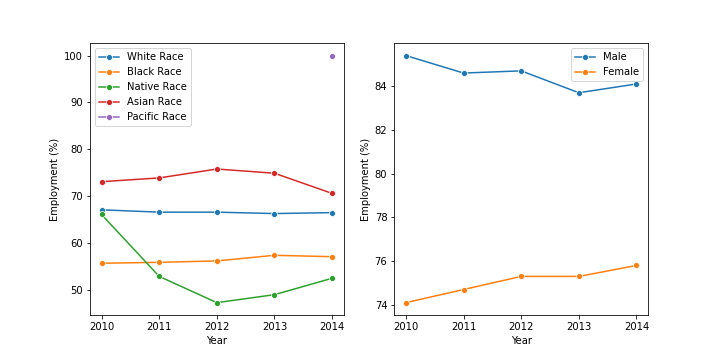 White Race
Black Race
Native Race
Asian Race
Pacific Race
100
90
80
70
60
50
Employment (%)
2010 2011 2012 2013 2014
Year
Male
Female
84
82
80
78
76
74
Employment (%)
2010 2011 2012 2013 2014
Year